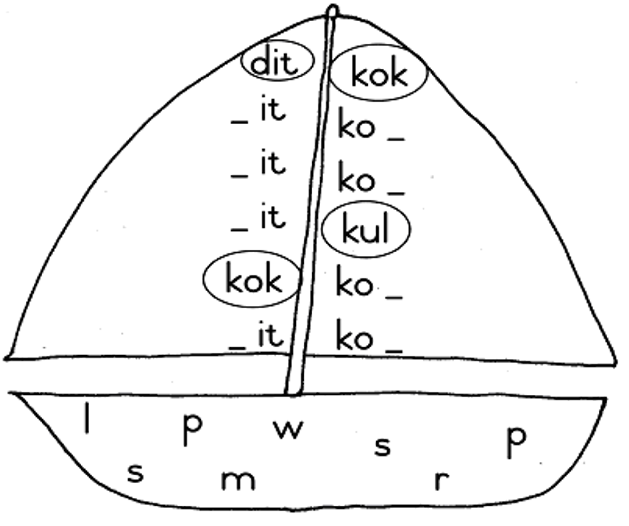 dit
_ it
_ it
_ it
kok
_ it
kok
ko _
ko _
kul
ko _
ko _
l p w s p
s m r